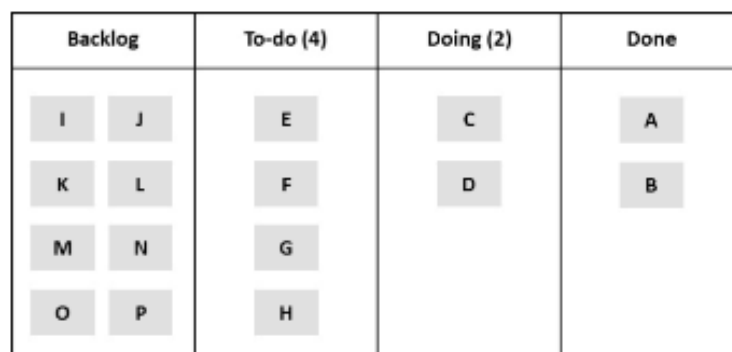 Backlog To-do (4) Doing (2) Done
I J E C A
K L F D B
M N G
O P H